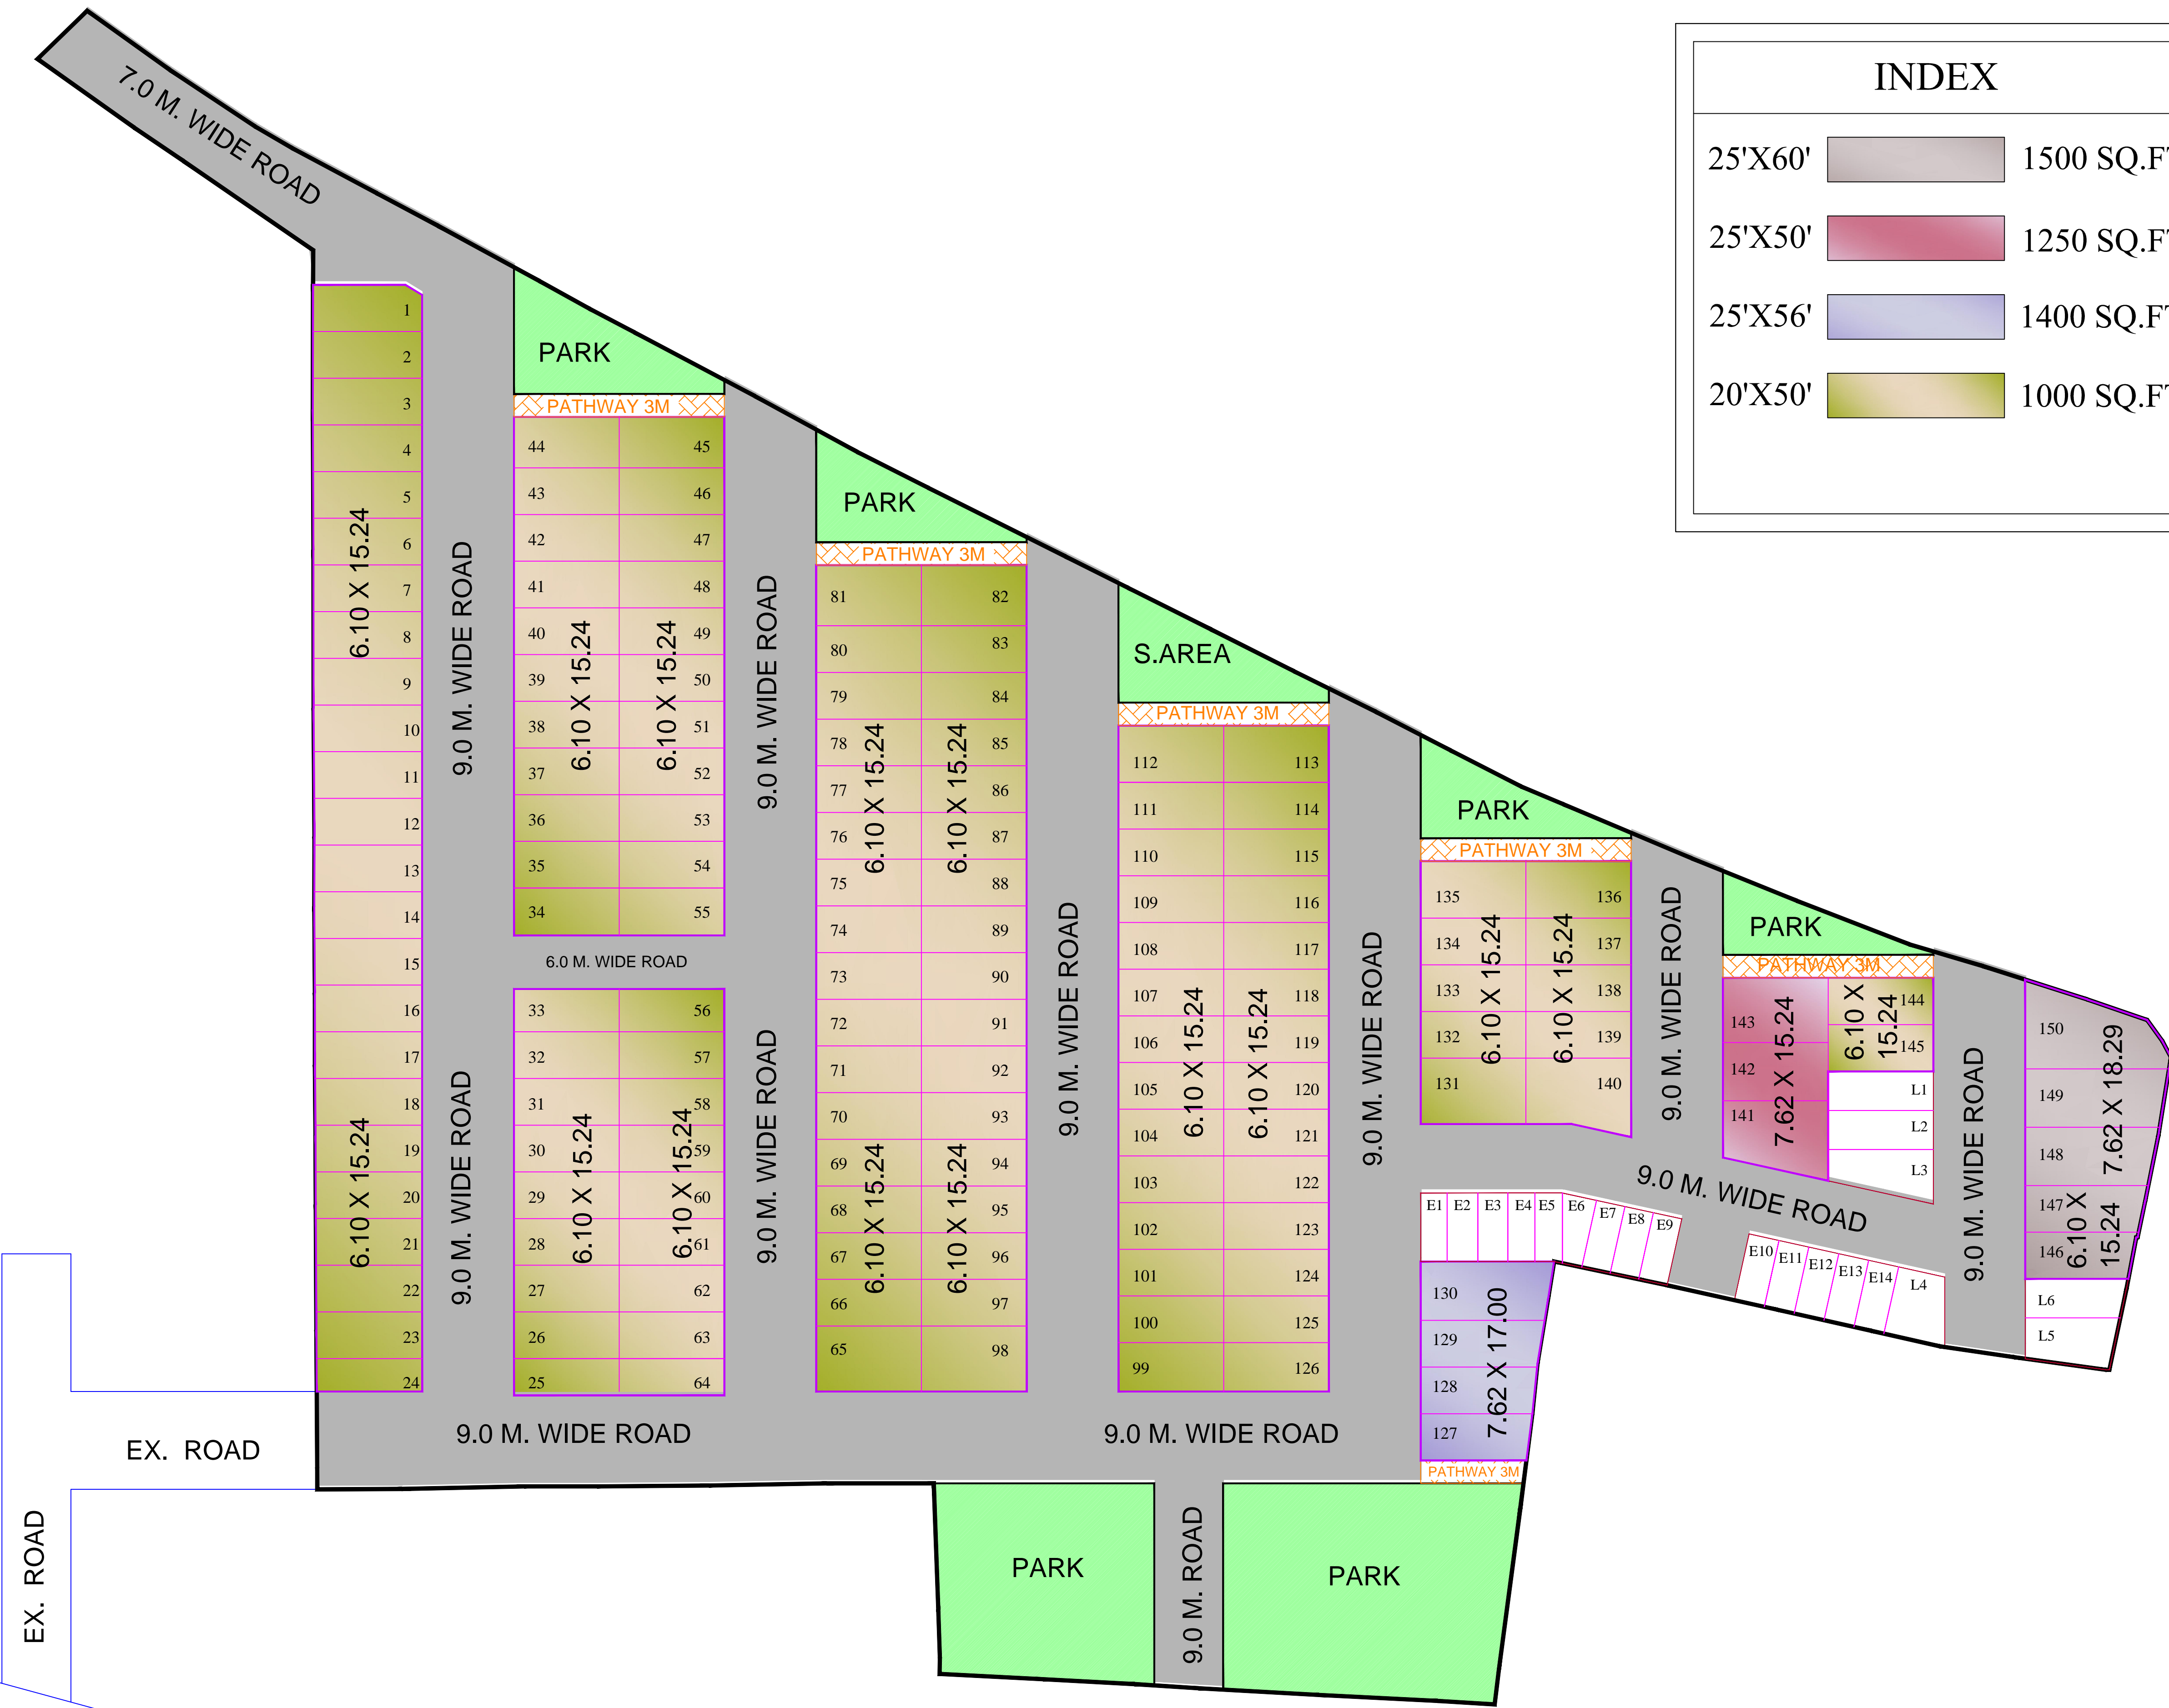 INDEX
25'X60' 1500 SQ.FT
25'X50' 1250 SQ.FT
25'X56' 1400 SQ.FT
20'X50' 1000 SQ.FT
7.0 M. WIDE ROAD
1
2
3
4
5
6
7
8
9
10
11
12
13
14
15
16
17
18
19
20
21
22
23
24
6.10 X 15.24
6.10 X 15.24
9.0 M. WIDE ROAD
9.0 M. WIDE ROAD
PARK
PATHWAY 3M
44 45
43 46
42 47
41 48
40 49
39 50
38 51
37 52
36 53
35 54
34 55
6.10 X 15.24
6.10 X 15.24
6.0 M. WIDE ROAD
33 56
32 57
31 58
30 59
29 60
28 61
27 62
26 63
25 64
6.10 X 15.24
6.10 X 15.24
9.0 M. WIDE ROAD
9.0 M. WIDE ROAD
PARK
PATHWAY 3M
81 82
80 83
79 84
78 85
77 86
76 87
75 88
74 89
73 90
72 91
71 92
70 93
69 94
68 95
67 96
66 97
65 98
6.10 X 15.24
6.10 X 15.24
6.10 X 15.24
6.10 X 15.24
9.0 M. WIDE ROAD
S.AREA
PATHWAY 3M
112 113
111 114
110 115
109 116
108 117
107 118
106 119
105 120
104 121
103 122
102 123
101 124
100 125
99 126
6.10 X 15.24
6.10 X 15.24
9.0 M. WIDE ROAD
PARK
PATHWAY 3M
135 136
134 137
133 138
132 139
131 140
6.10 X 15.24
6.10 X 15.24
9.0 M. WIDE ROAD
PARK
PATHWAY 3M
143
142
141
7.62 X 15.24
144
145
6.10 X
15.24
L1
L2
L3
9.0 M. WIDE ROAD
150
149
148
147
146
7.62 X 18.29
6.10 X
15.24
L6
L5
9.0 M. WIDE ROAD
E1 E2 E3 E4 E5 E6 E7 E8 E9
E10 E11 E12 E13 E14 L4
130
129
128
127
7.62 X 17.00
PATHWAY 3M
9.0 M. WIDE ROAD
9.0 M. WIDE ROAD
EX. ROAD
EX. ROAD
PARK
9.0 M. ROAD
PARK